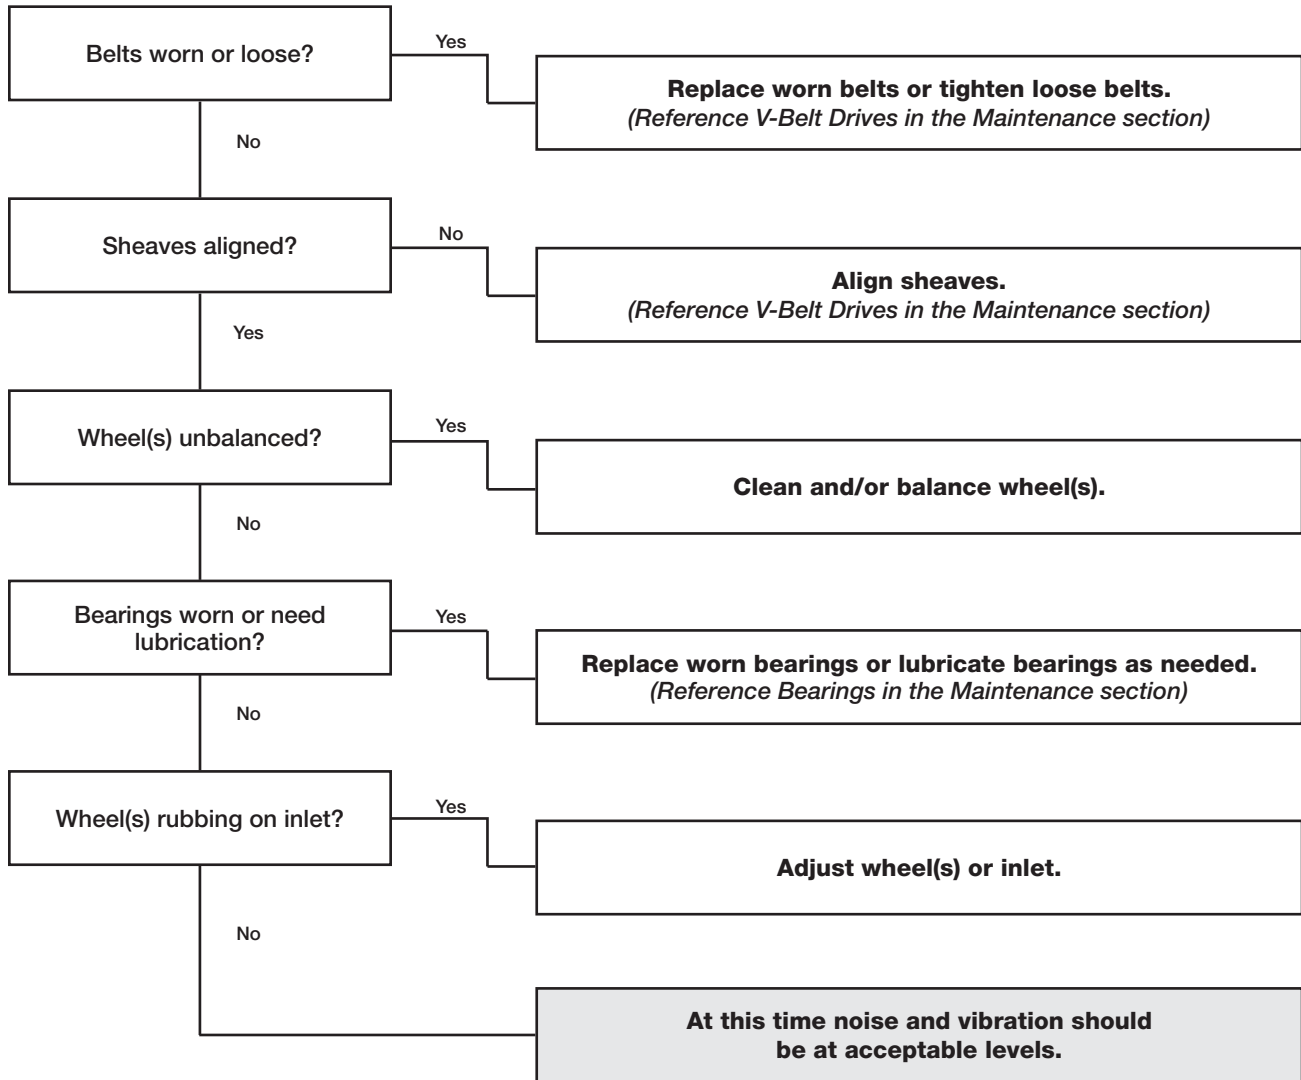 Belts worn or loose?
Yes
Replace worn belts or tighten loose belts.
(Reference V-Belt Drives in the Maintenance section)
No
Sheaves aligned?
No
Align sheaves.
(Reference V-Belt Drives in the Maintenance section)
Yes
Wheel(s) unbalanced?
Yes
Clean and/or balance wheel(s).
No
Bearings worn or need
lubrication?
Yes
Replace worn bearings or lubricate bearings as needed.
(Reference Bearings in the Maintenance section)
No
Wheel(s) rubbing on inlet?
Yes
Adjust wheel(s) or inlet.
No
At this time noise and vibration should
be at acceptable levels.